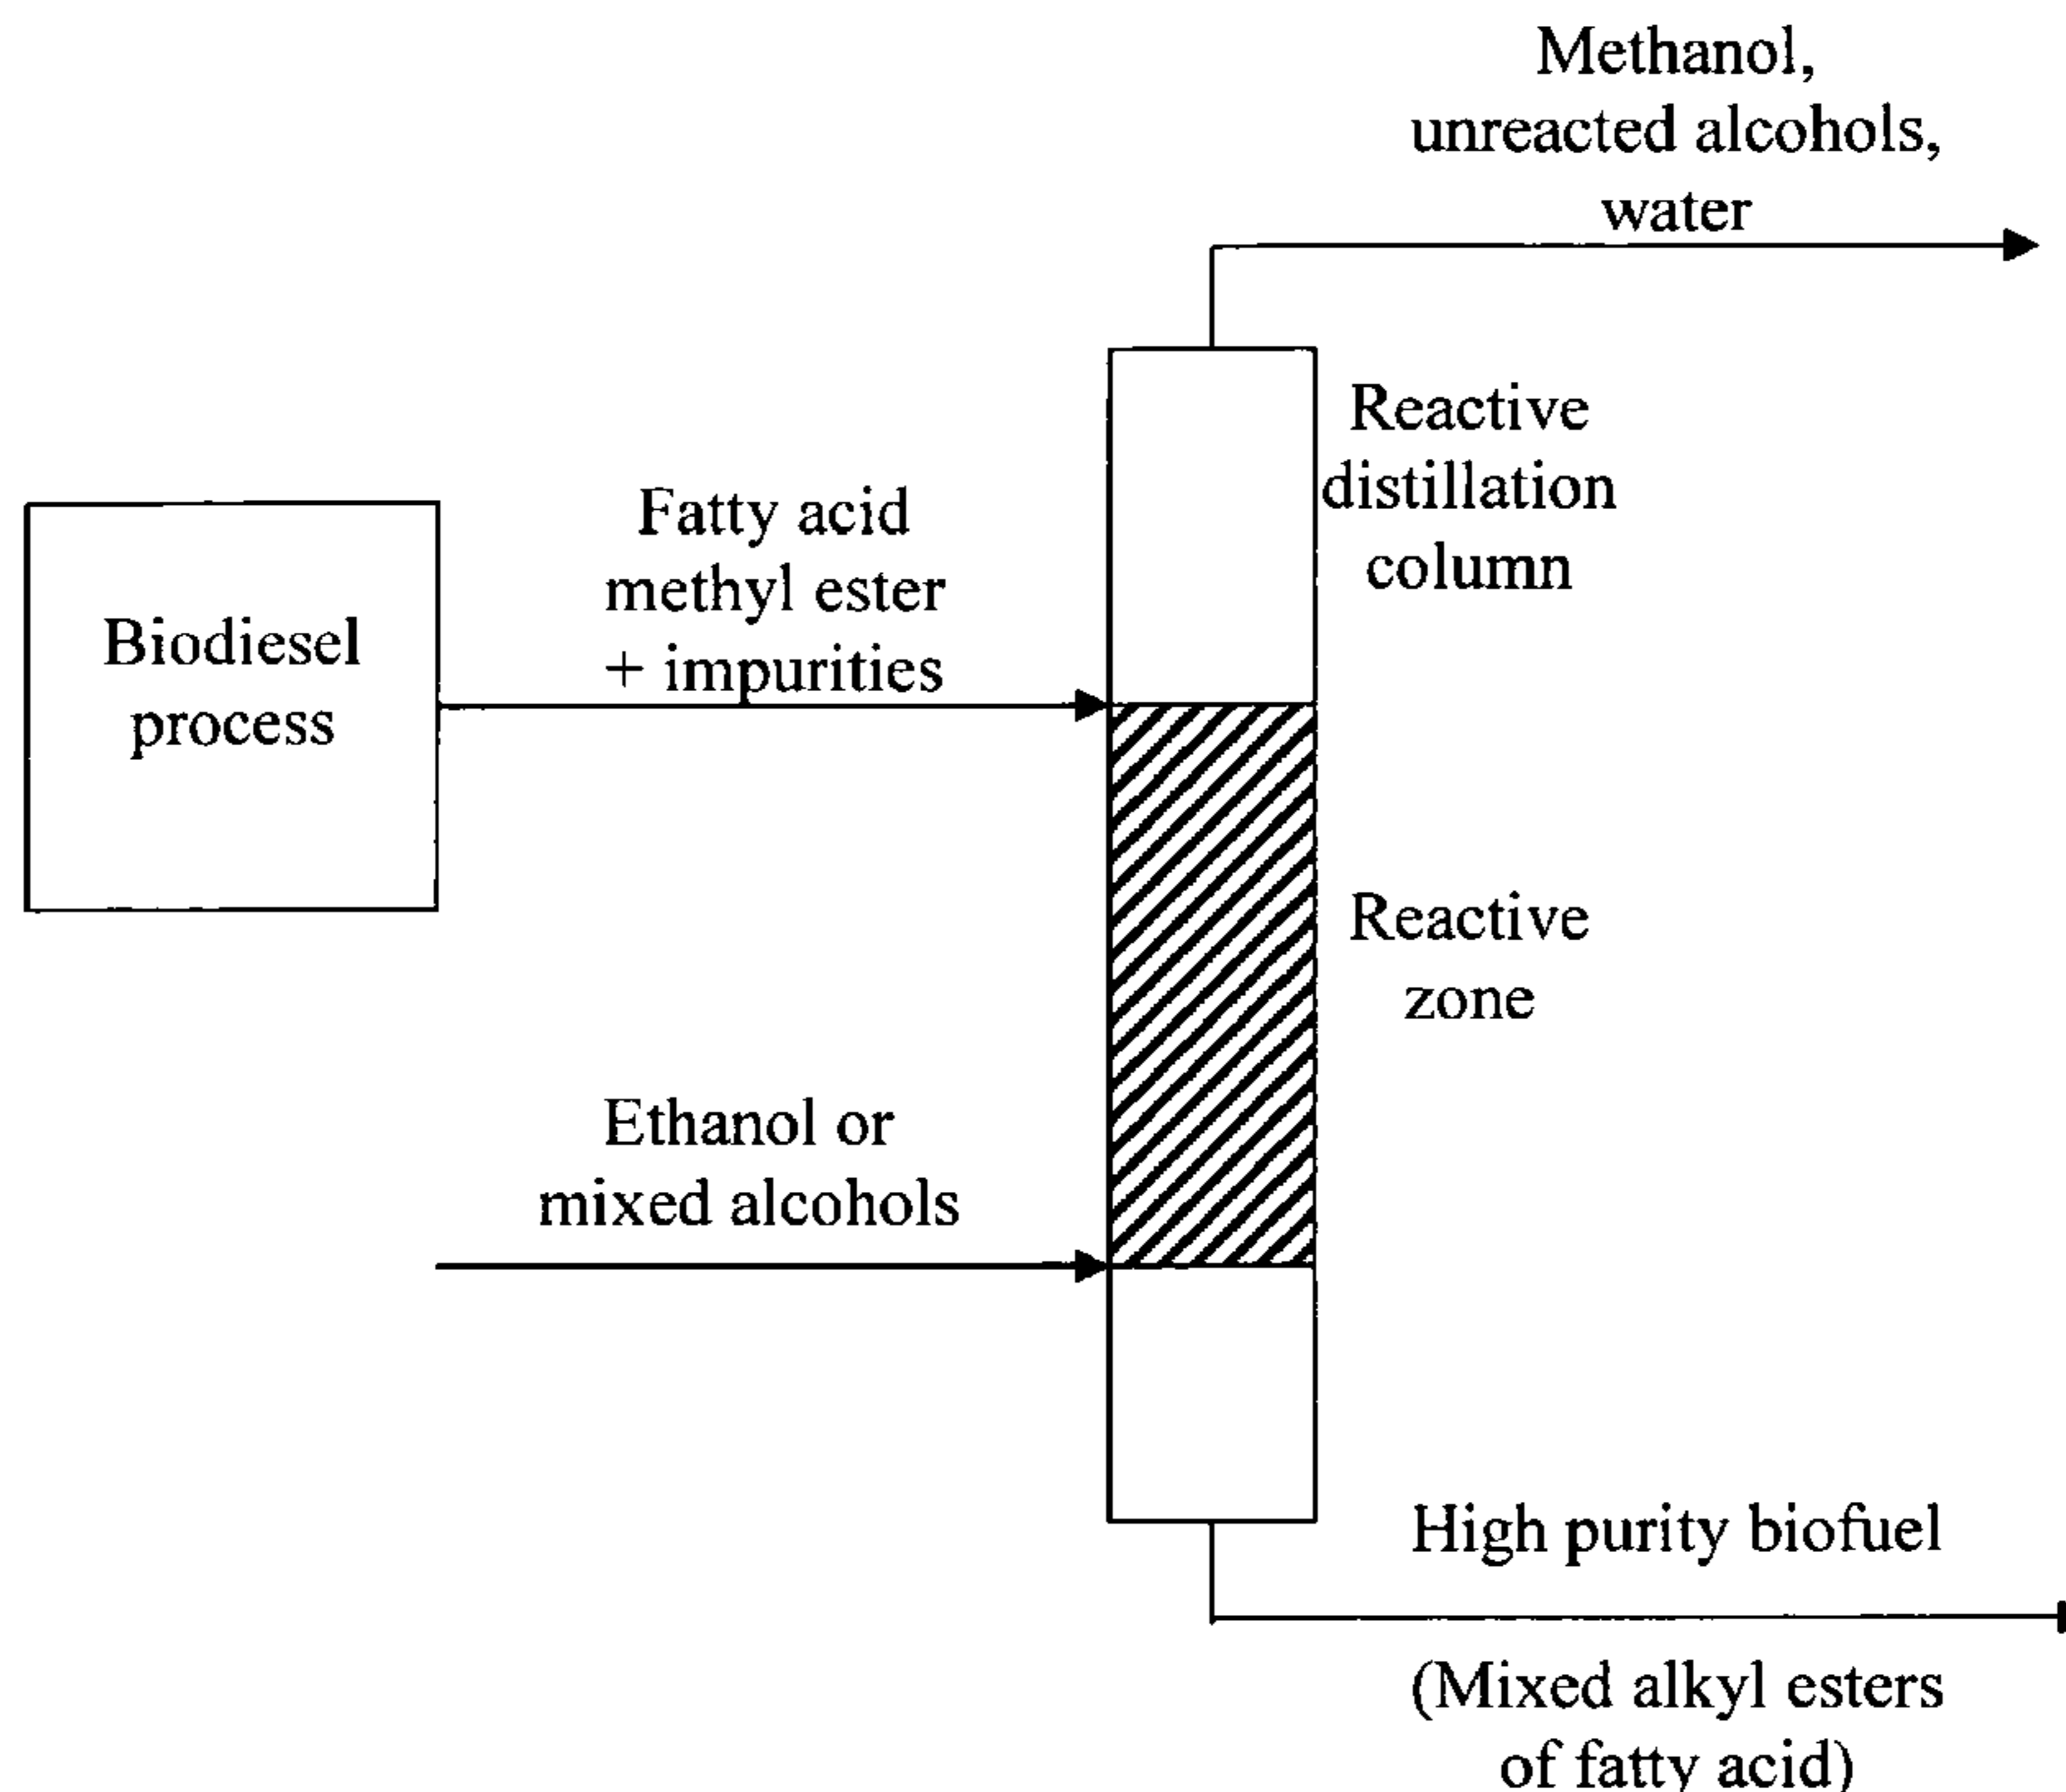 Methanol,
unreacted alcohols,
water
Reactive
distillation
column
Fatty acid
methyl ester
+ impurities
Biodiesel
process
Reactive
zone
Ethanol or
mixed alcohols
High purity biofuel
(Mixed alkyl esters
of fatty acid)